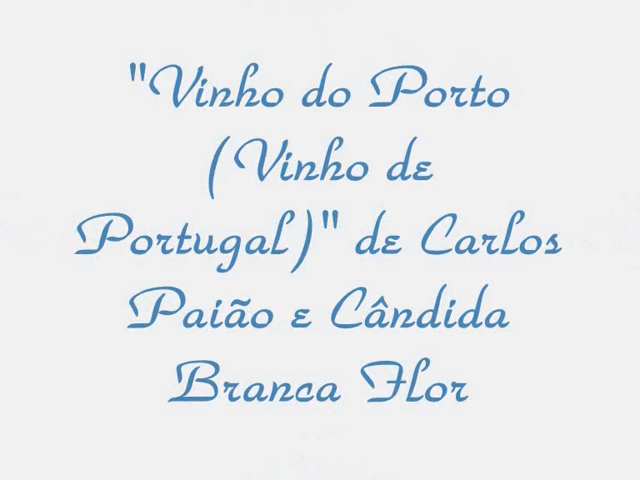 "Vinho do Porto
(Vinho de
Portugal)" de Carlos
Paião e Cândida
Branca Flor